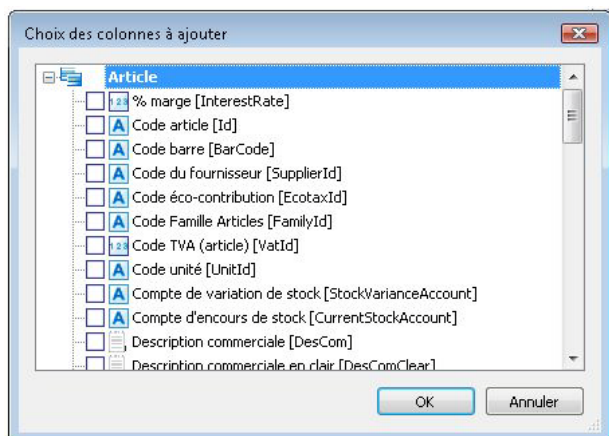 Choix des colonnes à ajouter
Article
% marge [InterestRate]
Code article [Id]
Code barre [BarCode]
Code du fournisseur [SupplierId]
Code éco-contribution [EcotaxId]
Code Famille Articles [FamilyId]
Code TVA (article) [VatId]
Code unité [UnitId]
Compte de variation de stock [StockVarianceAccount]
Compte d'encours de stock [CurrentStockAccount]
Description commerciale [DesCom]
Description commerciale en clair [DesComClear]
OK Annuler